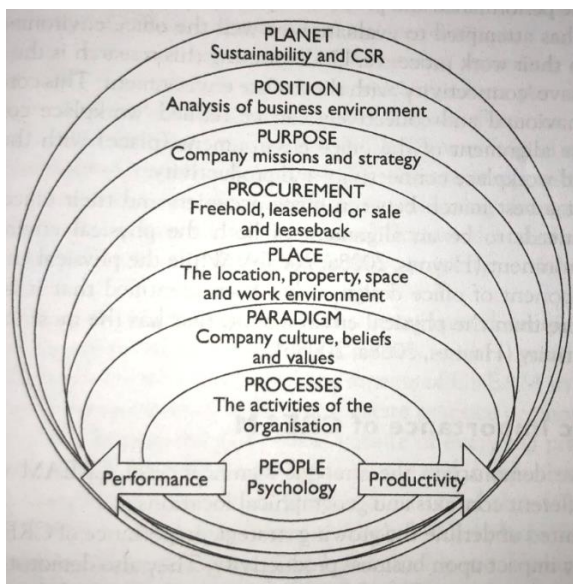 PLANET
Sustainability and CSR
POSITION
Analysis of business environment
PURPOSE
Company missions and strategy
PROCUREMENT
Freehold, leasehold or sale
and leaseback
PLACE
The location, property, site
and work environment
PARADIGM
Company culture, beliefs
and values
PROCESSES
The activities of the
organisation
Performance
PEOPLE
Psychology
Productivity